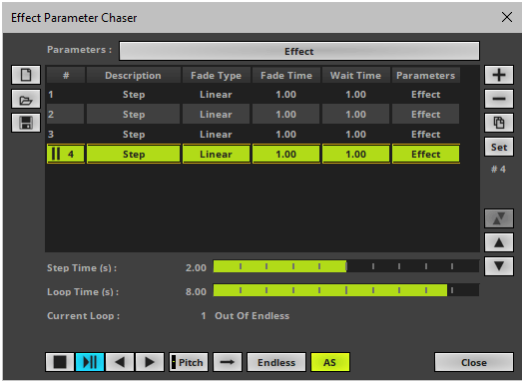 Effect Parameter Chaser
Parameters : Effect
# Description Fade Type Fade Time Wait Time Parameters
1 Step Linear 1.00 1.00 Effect
2 Step Linear 1.00 1.00 Effect
3 Step Linear 1.00 1.00 Effect
4 Step Linear 1.00 1.00 Effect
Set
# 4
Step Time (s) : 2.00
Loop Time (s) : 8.00
Current Loop : 1 Out Of Endless
Pitch Endless AS Close